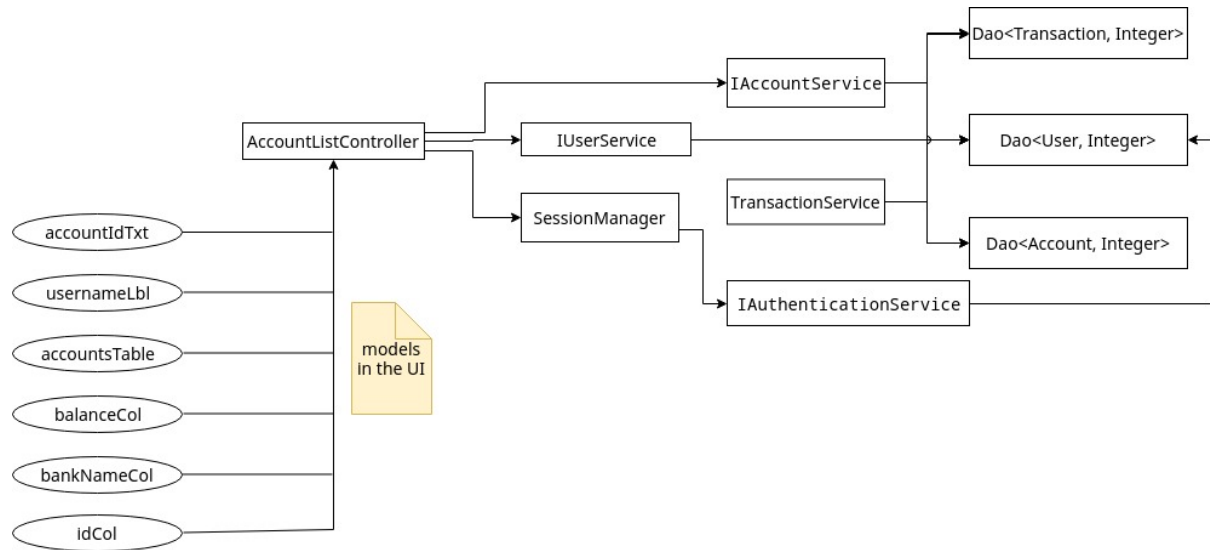 Dao<Transaction, Integer>
IAccountService
AccountListController
IUserService
Dao<User, Integer>
TransactionService
SessionManager
accountIdTxt
Dao<Account, Integer>
usernameLbl
IAuthenticationService
accountsTable
models
in the UI
balanceCol
bankNameCol
idCol